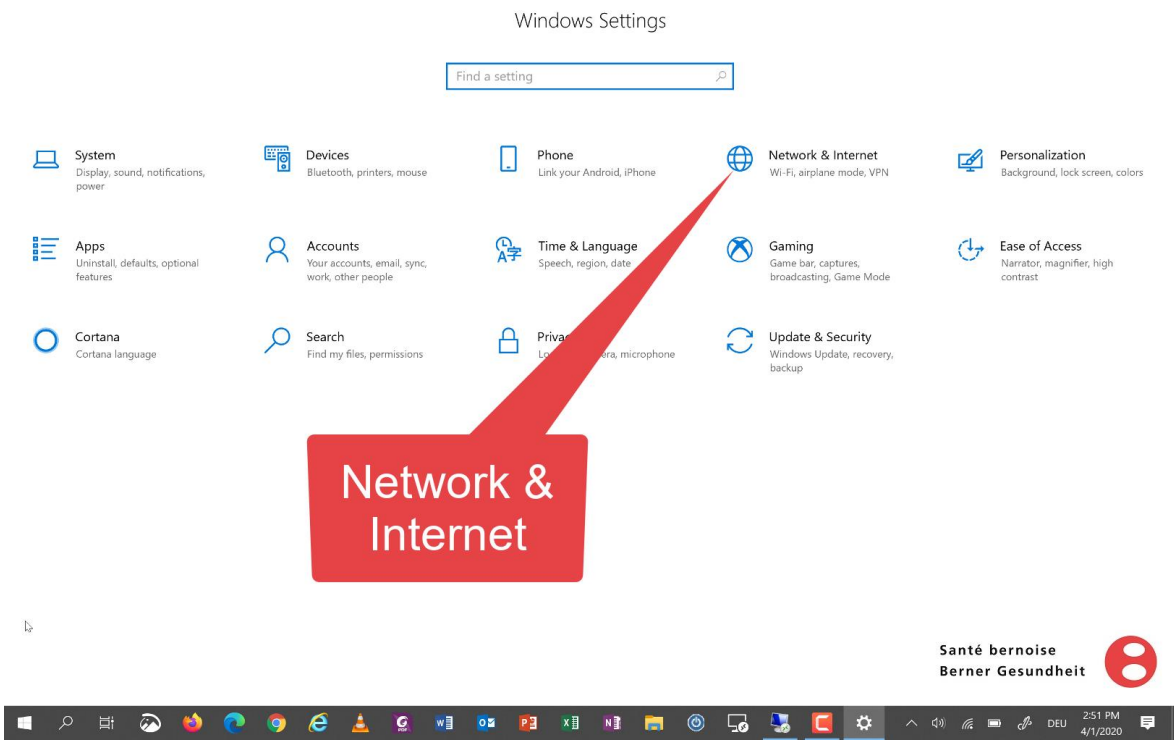 Windows Settings
Find a setting
System
Display, sound, notifications,
power
Devices
Bluetooth, printers, mouse
Phone
Link your Android, iPhone
Network & Internet
Wi-Fi, airplane mode, VPN
Personalization
Background, lock screen, colors
Apps
Uninstall, defaults, optional
features
Accounts
Your accounts, email, sync,
work, other people
Time & Language
Speech, region, date
Gaming
Game bar, captures,
broadcasting, Game Mode
Ease of Access
Narrator, magnifier, high
contrast
Cortana
Cortana language
Search
Find my files, permissions
microphone
Update & Security
Windows Update, recovery,
backup
Network &
Internet
Santé bernoise
Berner Gesundheit
DEU
2:51 PM
4/1/2020